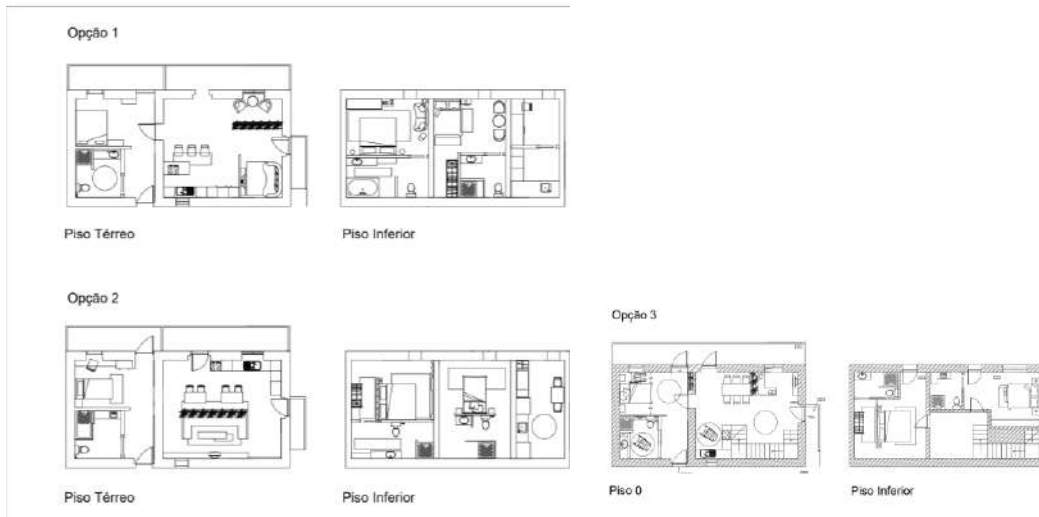 Opção 1
Piso Térreo
Piso Inferior
Opção 2
Piso Térreo
Piso Inferior
Opção 3
Piso 0
Piso Inferior